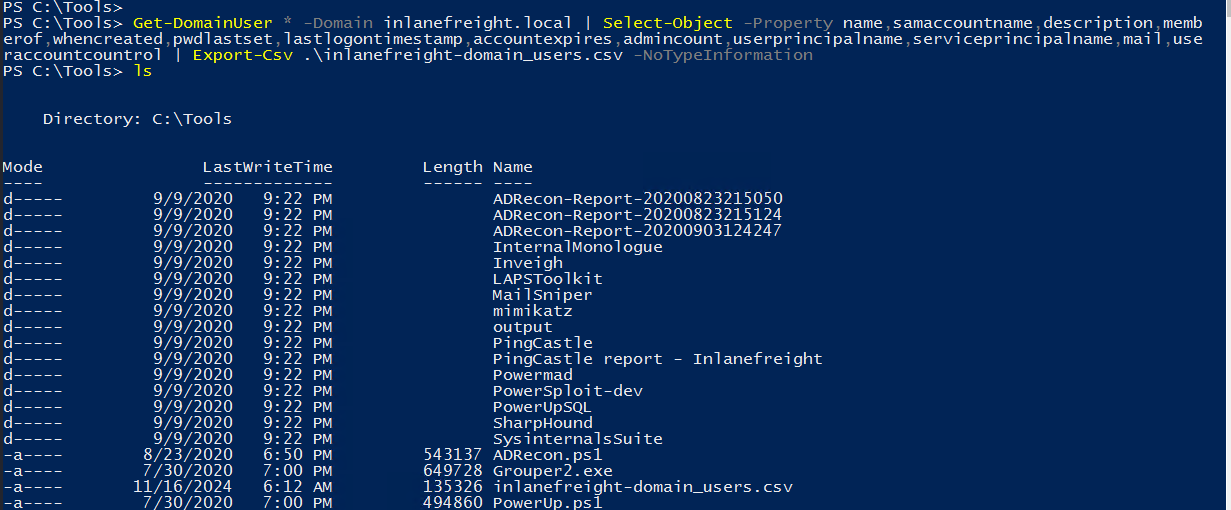 PS C:\Tools>
PS C:\Tools> Get-DomainUser * -Domain inlanefreight.local | Select-Object -Property name,samaccountname,description,memb
erof,whencreated,pwdlastset,lastlogontimestamp,accountexpires,admincount,userprincipalname,serviceprincipalname,mail,use
raccountcountrol | Export-Csv .\inlanefreight-domain_users.csv -NoTypeInformation
PS C:\Tools> ls
Directory: C:\Tools
Mode LastWriteTime Length Name
---- ------------- ------ ----
d----- 9/9/2020 9:22 PM ADRecon-Report-20200823215050
d----- 9/9/2020 9:22 PM ADRecon-Report-20200823215124
d----- 9/9/2020 9:22 PM ADRecon-Report-20200903124247
d----- 9/9/2020 9:22 PM InternalMonologue
d----- 9/9/2020 9:22 PM Inveigh
d----- 9/9/2020 9:22 PM LAPSToolkit
d----- 9/9/2020 9:22 PM MailSniper
d----- 9/9/2020 9:22 PM mimikatz
d----- 9/9/2020 9:22 PM output
d----- 9/9/2020 9:22 PM PingCastle
d----- 9/9/2020 9:22 PM PingCastle report - Inlanefreight
d----- 9/9/2020 9:22 PM Powermad
d----- 9/9/2020 9:22 PM PowerSploit-dev
d----- 9/9/2020 9:22 PM PowerUpSQL
d----- 9/9/2020 9:22 PM SharpHound
d----- 9/9/2020 9:22 PM SysinternalsSuite
-a---- 8/23/2020 6:50 PM 543137 ADRecon.ps1
-a---- 7/30/2020 7:00 PM 649728 Grouper2.exe
-a---- 11/16/2024 6:12 AM 135326 inlanefreight-domain_users.csv
-a---- 7/30/2020 7:00 PM 494860 PowerUp.ps1